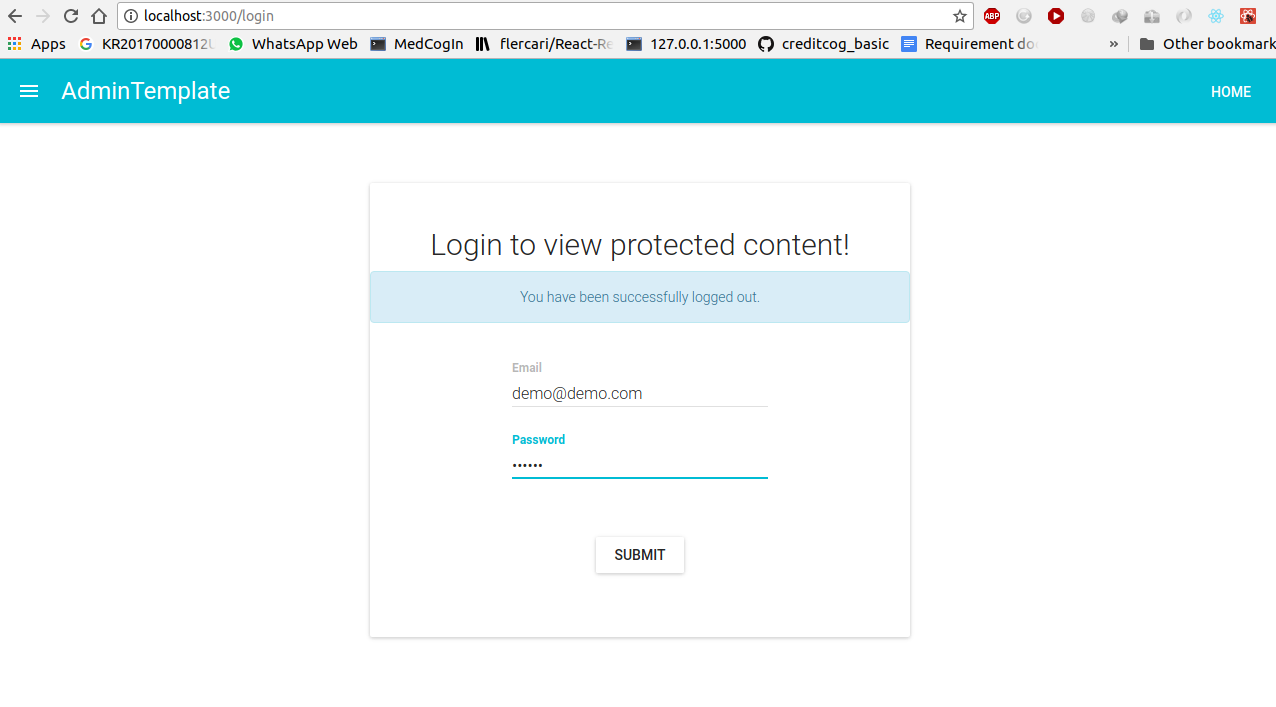 localhost:3000/login
ABP
Apps KR20170000812 WhatsApp Web MedCogIn flercari/React-Re 127.0.0.1:5000 creditcog_basic Requirement do » Other bookmark
AdminTemplate HOME
Login to view protected content!
You have been successfully logged out.
Email
demo@demo.com
Password
••••••
SUBMIT